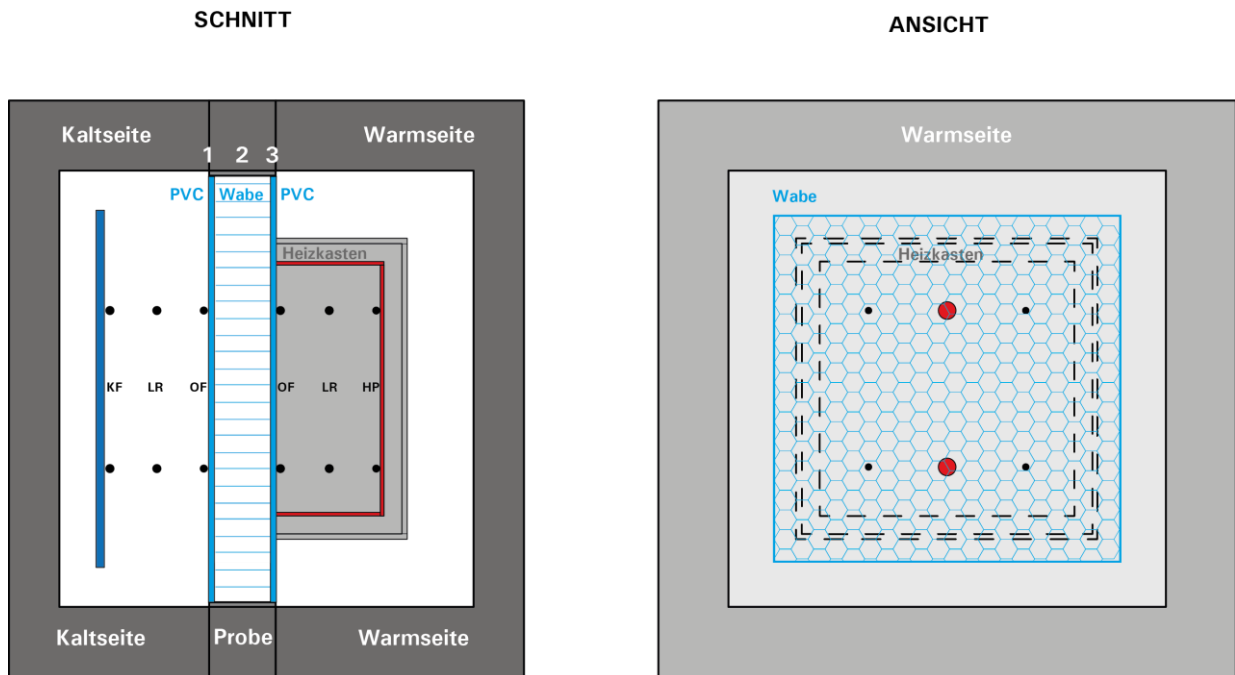 SCHNITT
Kaltseite
Warmseite
1 2 3
PVC Wabe PVC
Heizkasten
KF LR OF OF LR HP
Kaltseite
Probe
Warmseite
ANSICHT
Warmseite
Wabe
Heizkasten